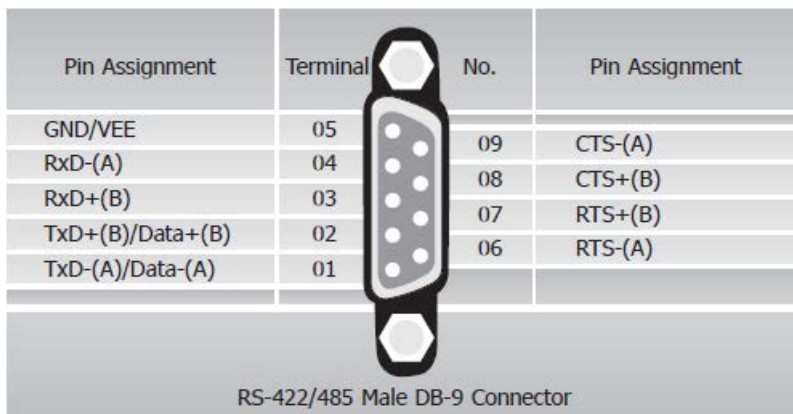 Pin Assignment Terminal No. Pin Assignment
GND/VEE 05
09 CTS-(A)
RxD-(A) 04
08 CTS+(B)
RxD+(B) 03
07 RTS+(B)
TxD+(B)/Data+(B) 02
06 RTS-(A)
TxD-(A)/Data-(A) 01
RS-422/485 Male DB-9 Connector